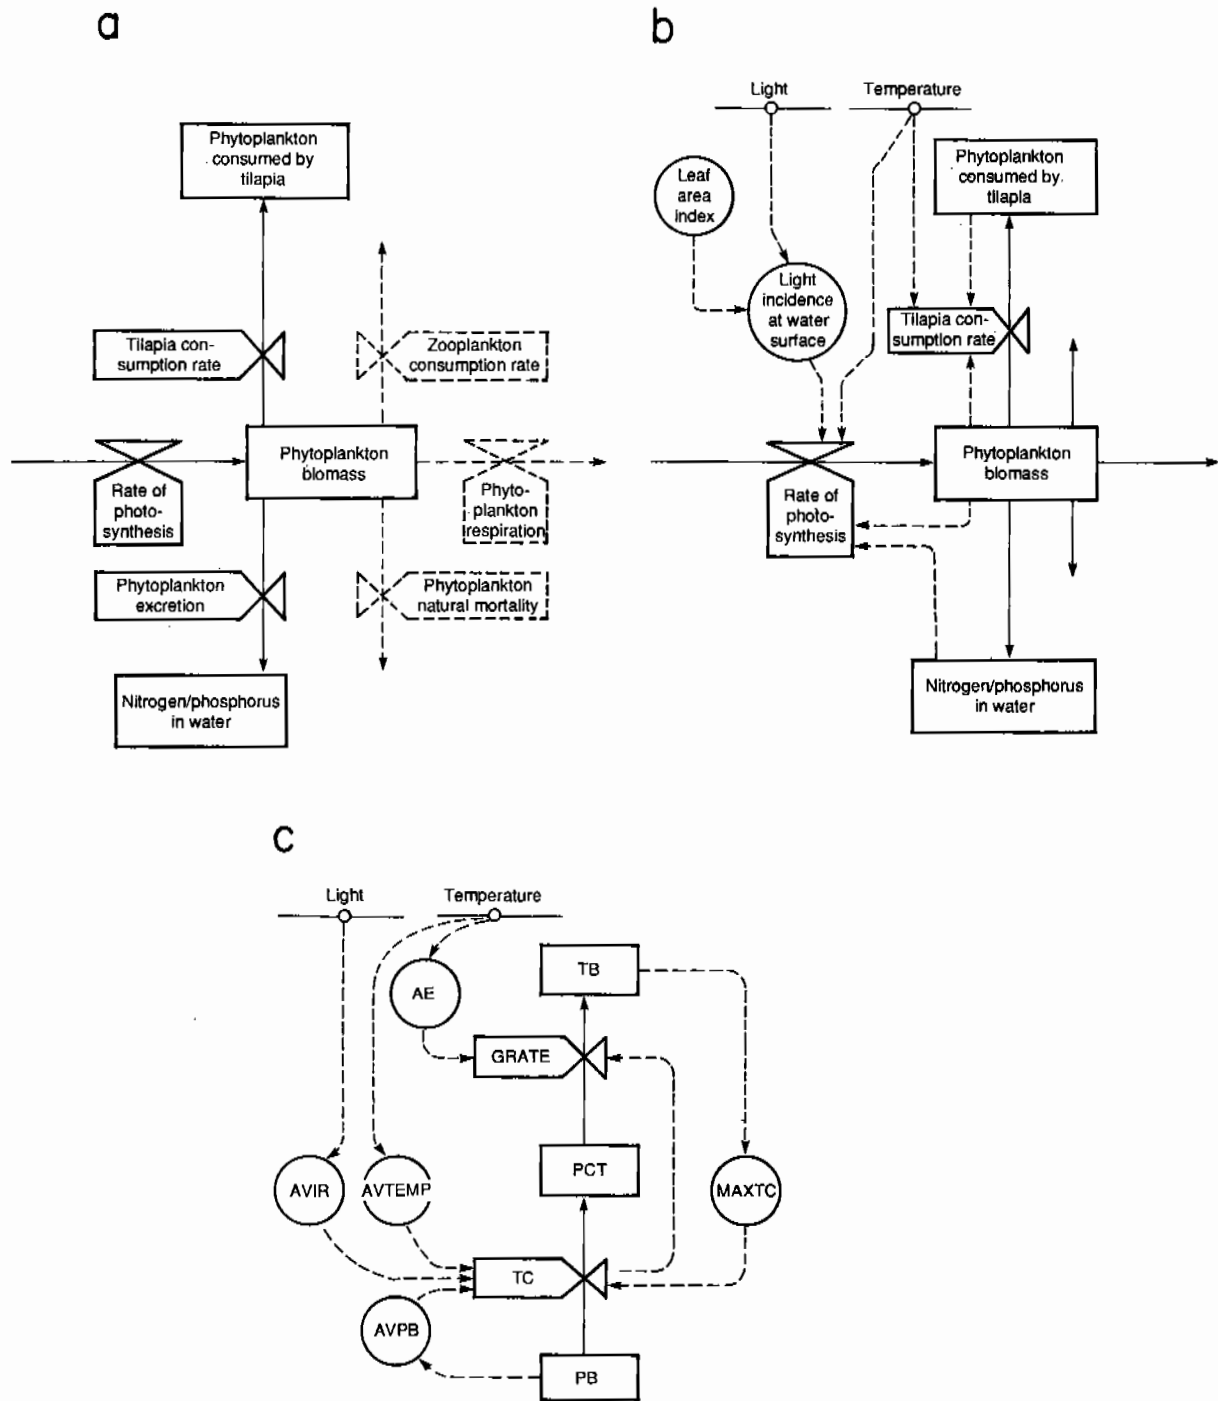 a
Phytoplankton
consumed by
tilapia
Tilapia con-
sumption rate
Zooplankton
consumption rate
Phytoplankton
biomass
Rate of
photo-
synthesis
Phyto-
plankton
respiration
Phytoplankton
excretion
Phytoplankton
natural mortality
Nitrogen/phosphorus
in water
b
Light
Temperature
Leaf
area
index
Phytoplankton
consumed by
tilapia
Light
incidence
at water
surface
Tilapia con-
sumption rate
Phytoplankton
biomass
Rate of
photo-
synthesis
Nitrogen/phosphorus
in water
c
Light
Temperature
AE
TB
GRATE
PCT
AVIR
AVTEMP
MAXTC
TC
AVPB
PB